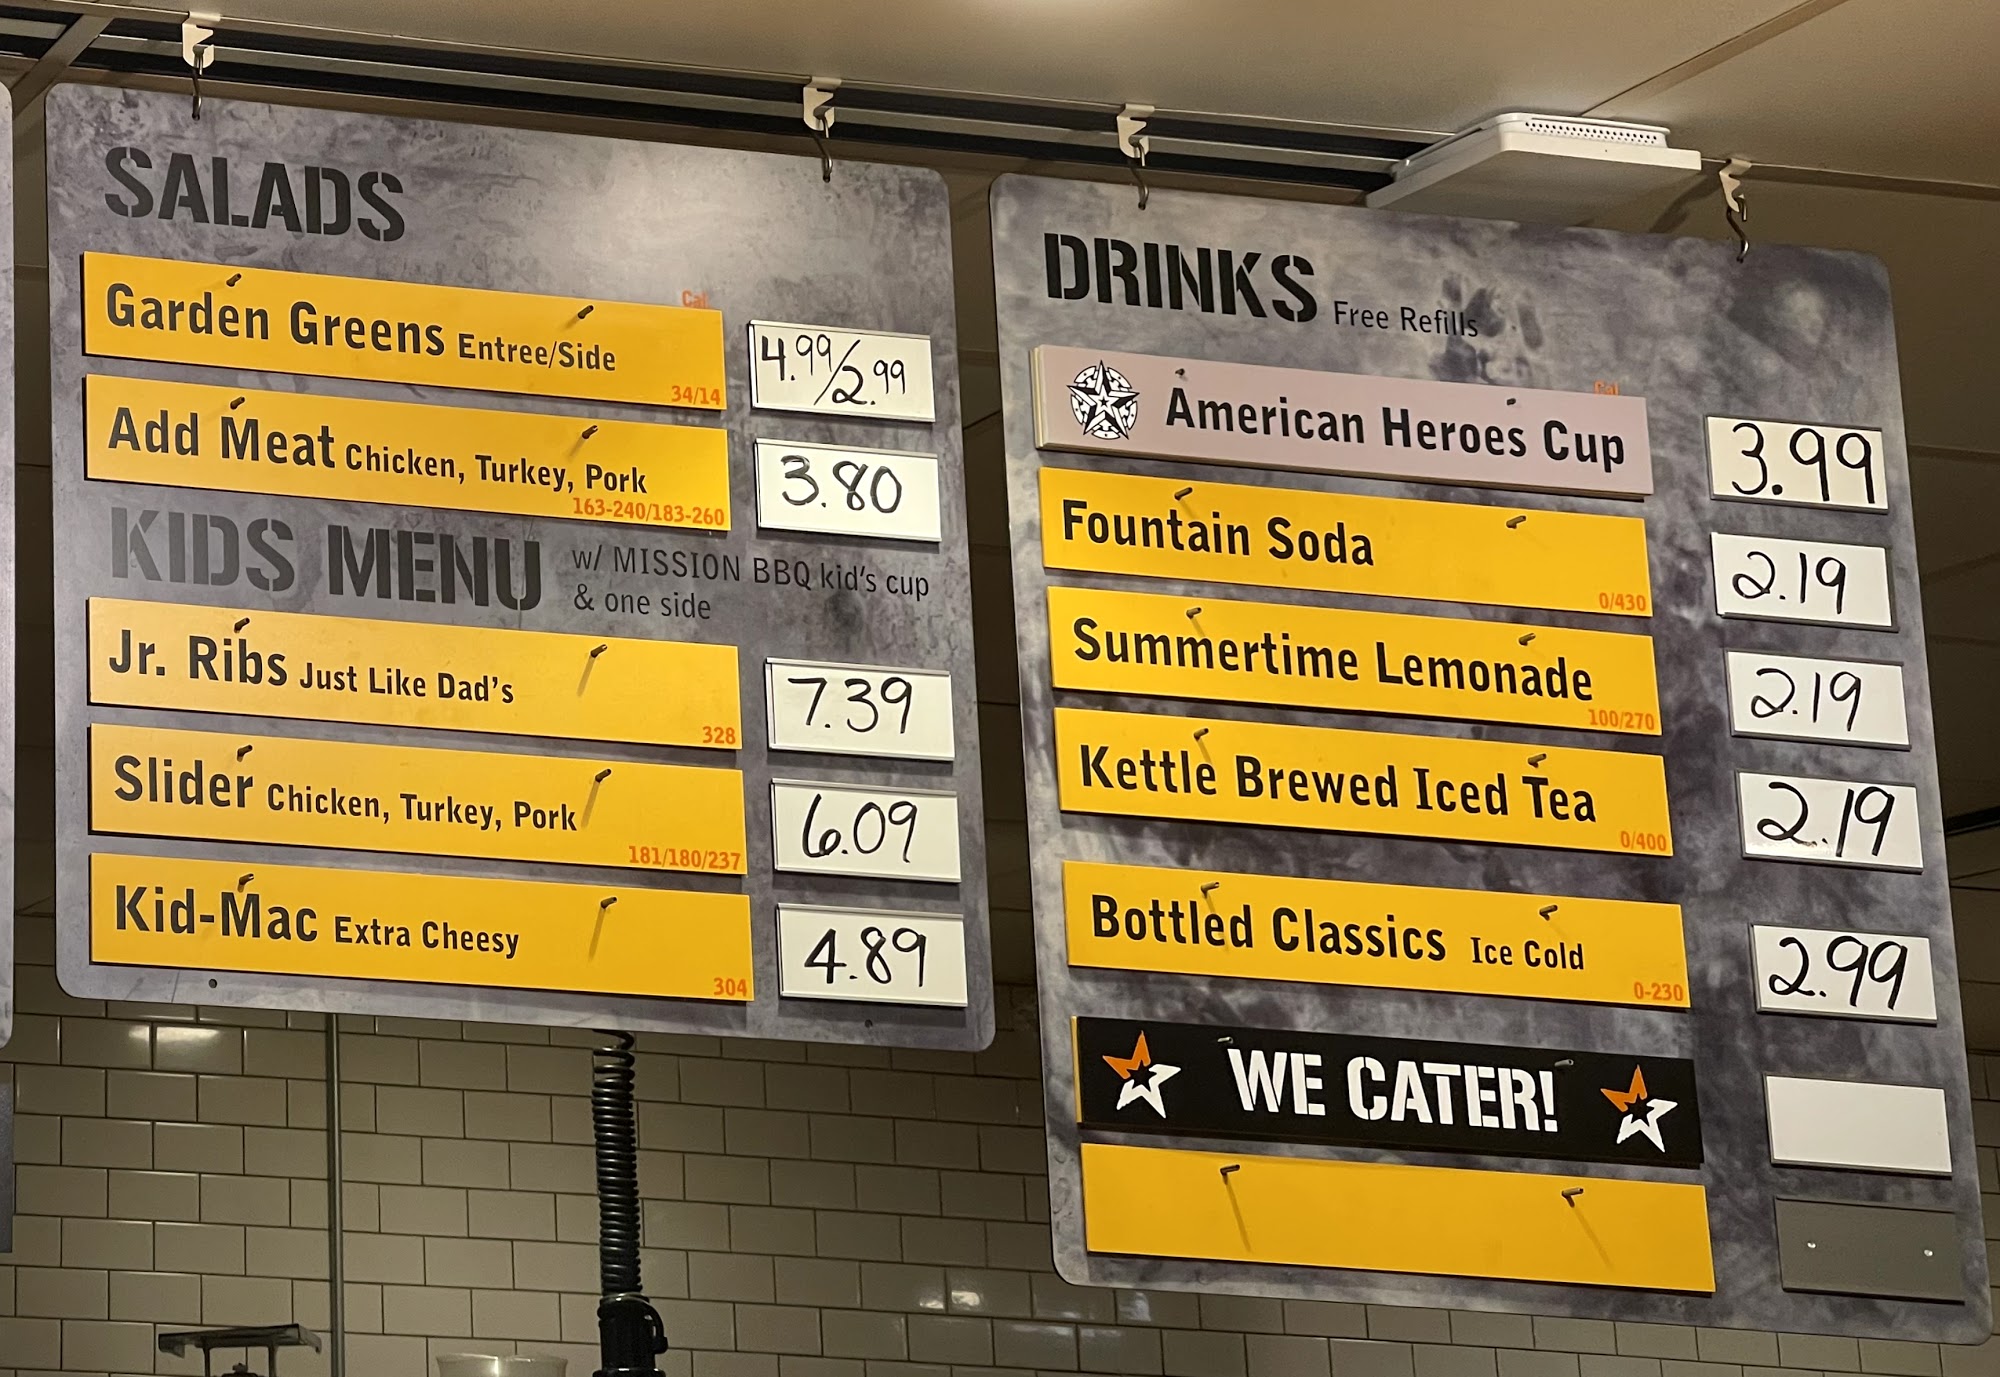 SALADS
Cal.
Garden Greens Entree/Side
34/14
4.99/2.99
Add Meat Chicken, Turkey, Pork
163-240/183-260
3.80
KIDS MENU w/ MISSION BBQ kid's cup
& one side
Jr. Ribs Just Like Dad's
328
7.39
Slider Chicken, Turkey, Pork
181/180/237
6.09
Kid-Mac Extra Cheesy
304
4.89
DRINKS Free Refills
Cal
American Heroes Cup
3.99
Fountain Soda
0/430
2.19
Summertime Lemonade
100/270
2.19
Kettle Brewed Iced Tea
0/400
2.19
Bottled Classics Ice Cold
0-230
2.99
WE CATER!